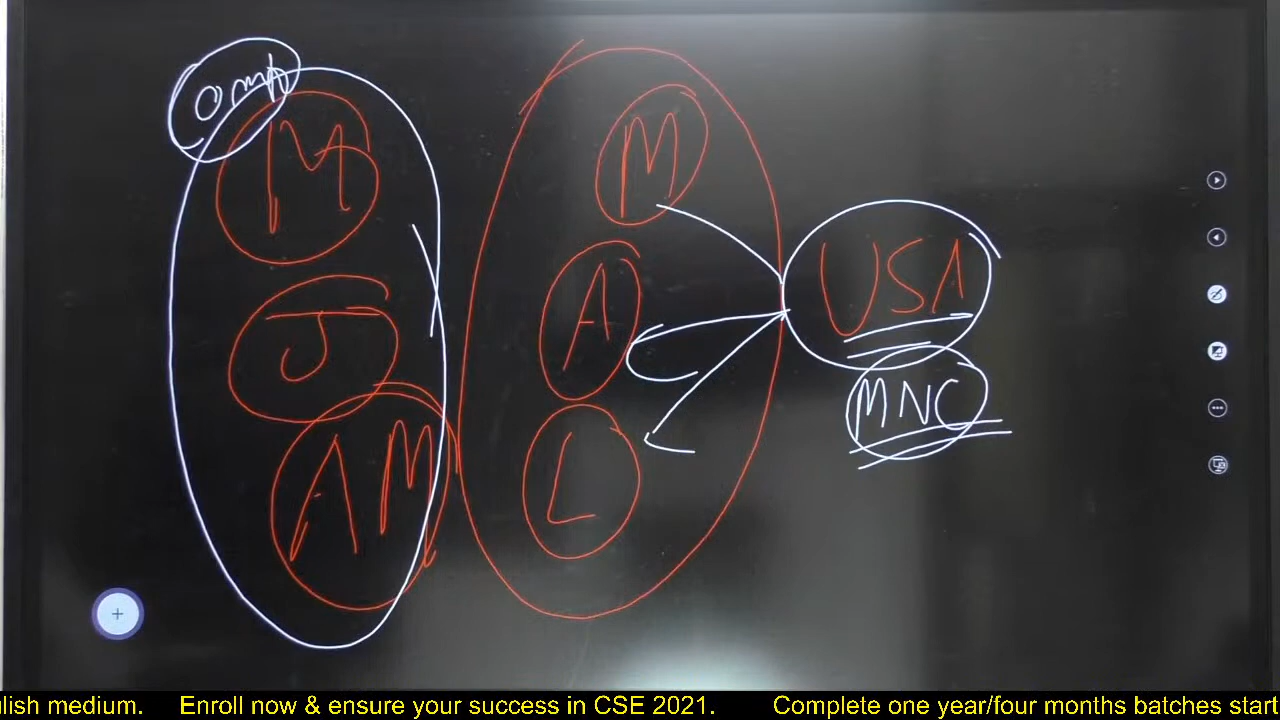 OMA
M
J
AM
M
A
L
USA
MNC
lish medium. Enroll now & ensure your success in CSE 2021. Complete one year/four months batches start